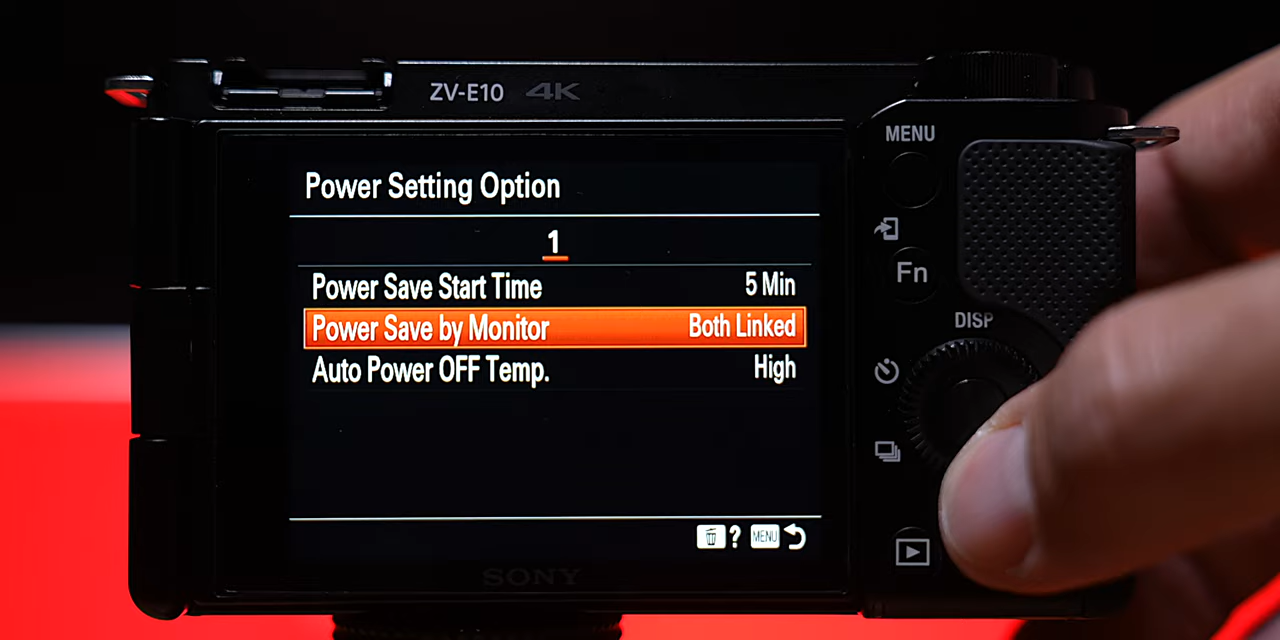 ZV-E10 4K
MENU
Power Setting Option
1
Power Save Start Time 5 Min
Fn
Power Save by Monitor Both Linked
DISP
Auto Power OFF Temp. High
? MENU
SONY